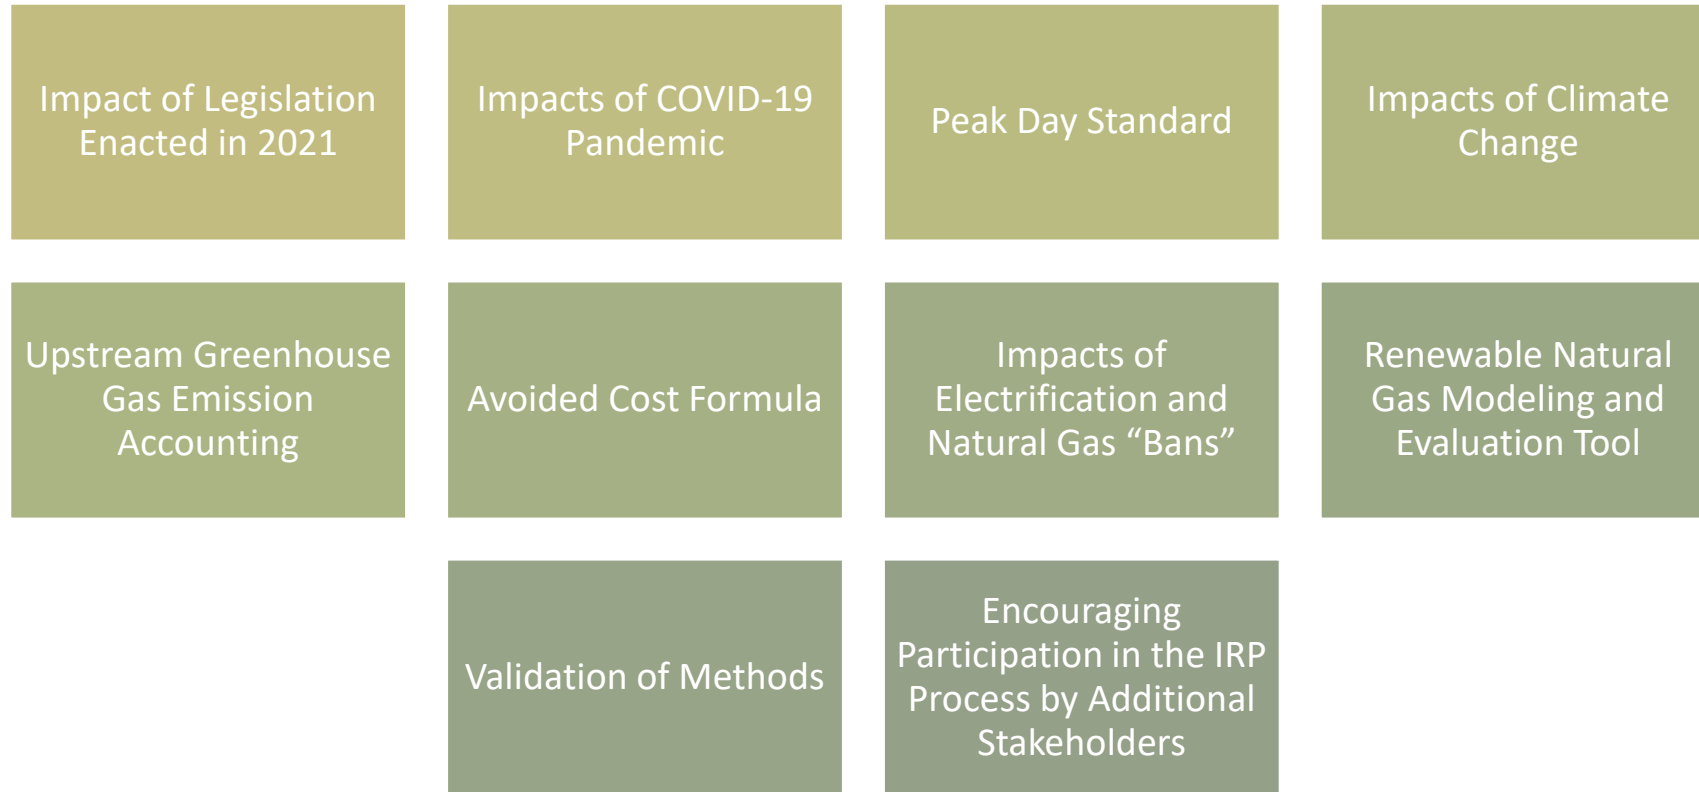 Impact of Legislation
Enacted in 2021
Impacts of COVID-19
Pandemic
Peak Day Standard
Impacts of Climate
Change
Upstream Greenhouse
Gas Emission
Accounting
Avoided Cost Formula
Impacts of
Electrification and
Natural Gas “Bans”
Renewable Natural
Gas Modeling and
Evaluation Tool
Validation of Methods
Encouraging
Participation in the IRP
Process by Additional
Stakeholders